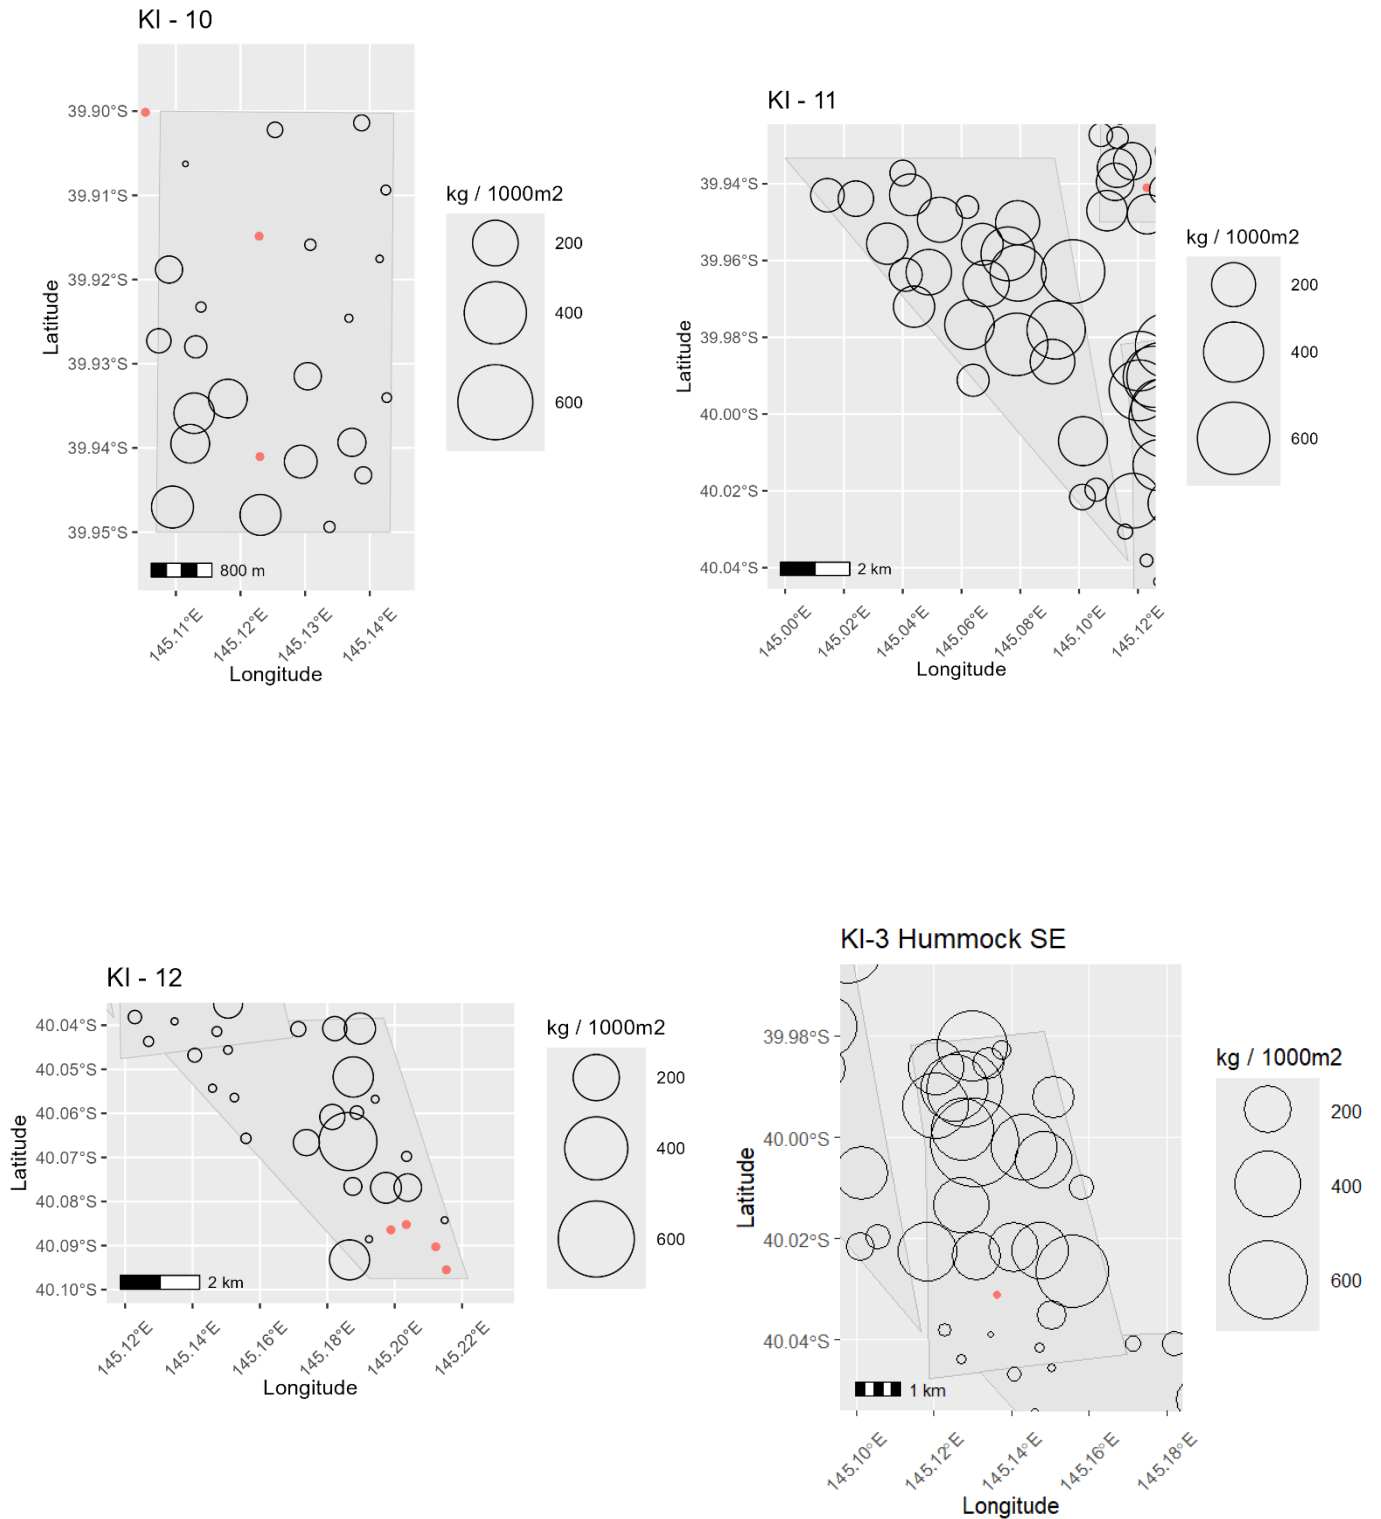 KI - 10
39.90°S
39.91°S
39.92°S
39.93°S
39.94°S
39.95°S
Latitude
800 m
145.11°E
145.12°E
145.13°E
145.14°E
Longitude
kg / 1000m2
200
400
600
KI - 11
39.94°S
39.96°S
39.98°S
40.00°S
40.02°S
40.04°S
Latitude
2 km
145.00°E
145.02°E
145.04°E
145.06°E
145.08°E
145.10°E
145.12°E
Longitude
kg / 1000m2
200
400
600
KI - 12
40.04°S
40.05°S
40.06°S
40.07°S
40.08°S
40.09°S
40.10°S
Latitude
2 km
145.12°E
145.14°E
145.16°E
145.18°E
145.20°E
145.22°E
Longitude
kg / 1000m2
200
400
600
KI-3 Hummock SE
39.98°S
40.00°S
40.02°S
40.04°S
Latitude
1 km
145.10°E
145.12°E
145.14°E
145.16°E
145.18°E
Longitude
kg / 1000m2
200
400
600